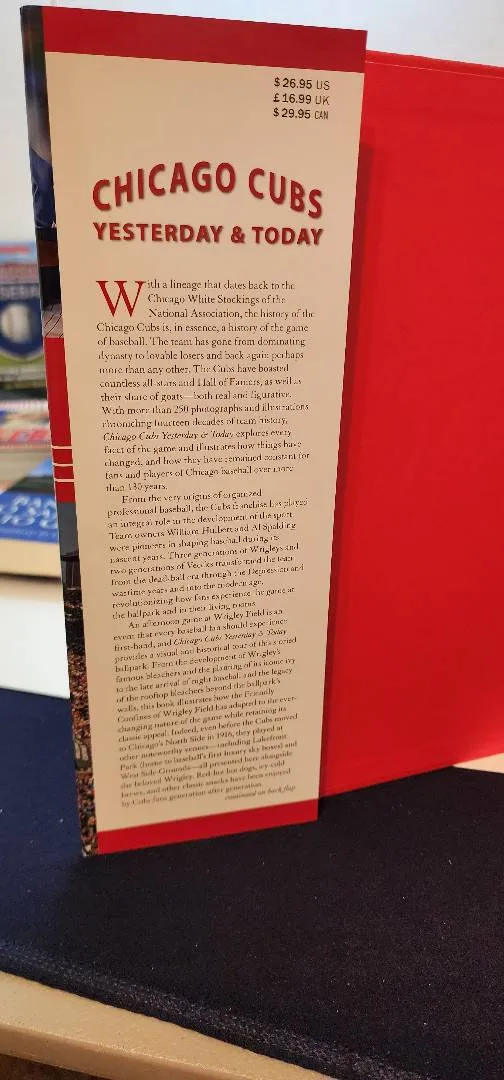 $26.95 US
£16.99 UK
$29.95 CAN
CHICAGO CUBS
YESTERDAY & TODAY
With a lineage that dates back to the
Chicago White Stockings of the
National Association, the history of the
Chicago Cubs is, in essence, a history of the game
of baseball. The team has gone from dominating
dynasty to lovable losers and back again perhaps
more than any other. The Cubs have boasted
countless all-stars and Hall of Famers, as well as
their share of goats—both real and figurative.
With more than 250 photographs and illustrations
chronicling fourteen decades of team history,
Chicago Cubs Yesterday & Today explores every
facet of the game and illustrates how things have
changed, and how they have remained constant for
fans and players of Chicago baseball over more
than 130 years.
From the very origins of organized
professional baseball, the Cubs franchise has played
an integral role in the development of the sport.
Team owners William Hulbert and Al Spalding
were pioneers in shaping baseball during its
nascent years. Three generations of Wrigleys and
two generations of Veecks transformed the team
from the dead-ball era through the Depression and
wartime years and into the modern age,
revolutionizing how fans experience the game at
the ballpark and in their living rooms.
An afternoon game at Wrigley Field is an
event that every baseball fan should experience
first-hand, and Chicago Cubs Yesterday & Today
provides a visual and historical tour of this storied
ballpark. From the development of Wrigley's
famous bleachers and the planting of its iconic ivy
to the late arrival of night baseball and the legacy
of the rooftop bleachers beyond the ballpark's
walls, this book illustrates how the Friendly
Confines of Wrigley Field has adapted to the ever-
changing nature of the game while retaining its
classic appeal. Indeed, even before the Cubs moved
to Chicago's North Side in 1916, they played at
other noteworthy venues—including Lakefront
Park (home to baseball's first luxury sky boxes) and
West Side Grounds—all presented here alongside
the beloved Wrigley. Red-hot hot dogs, icy-cold
beers, and other classic snacks have been enjoyed
by Cubs fans generation after generation.
continued on back flap